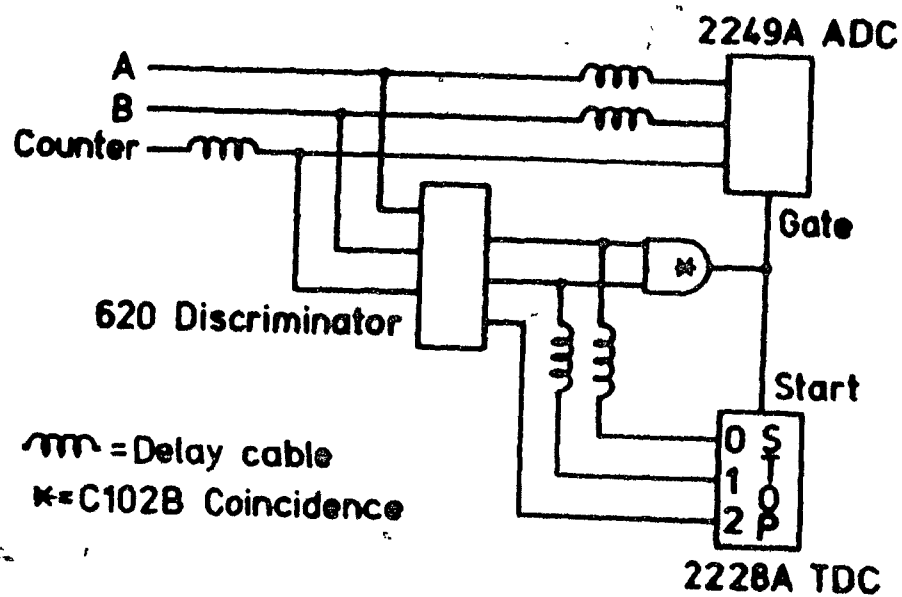 2249A ADC
A
B
Counter
Gate
620 Discriminator
Start
= Delay cable
*= C102B Coincidence
*
0 S
1 T
O
2 P
2228A TDC